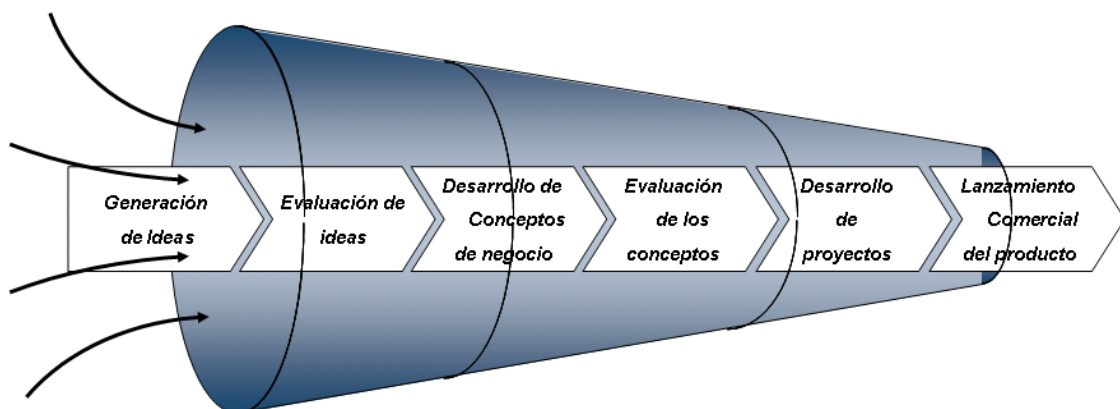 Generación
de Ideas
Evaluación de
ideas
Desarrollo de
Conceptos
de negocio
Evaluación
de los
conceptos
Desarrollo
de
proyectos
Lanzamiento
Comercial
del producto